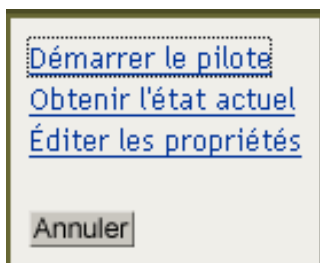 Démarrer le pilote
Obtenir l'état actuel
Éditer les propriétés
Annuler